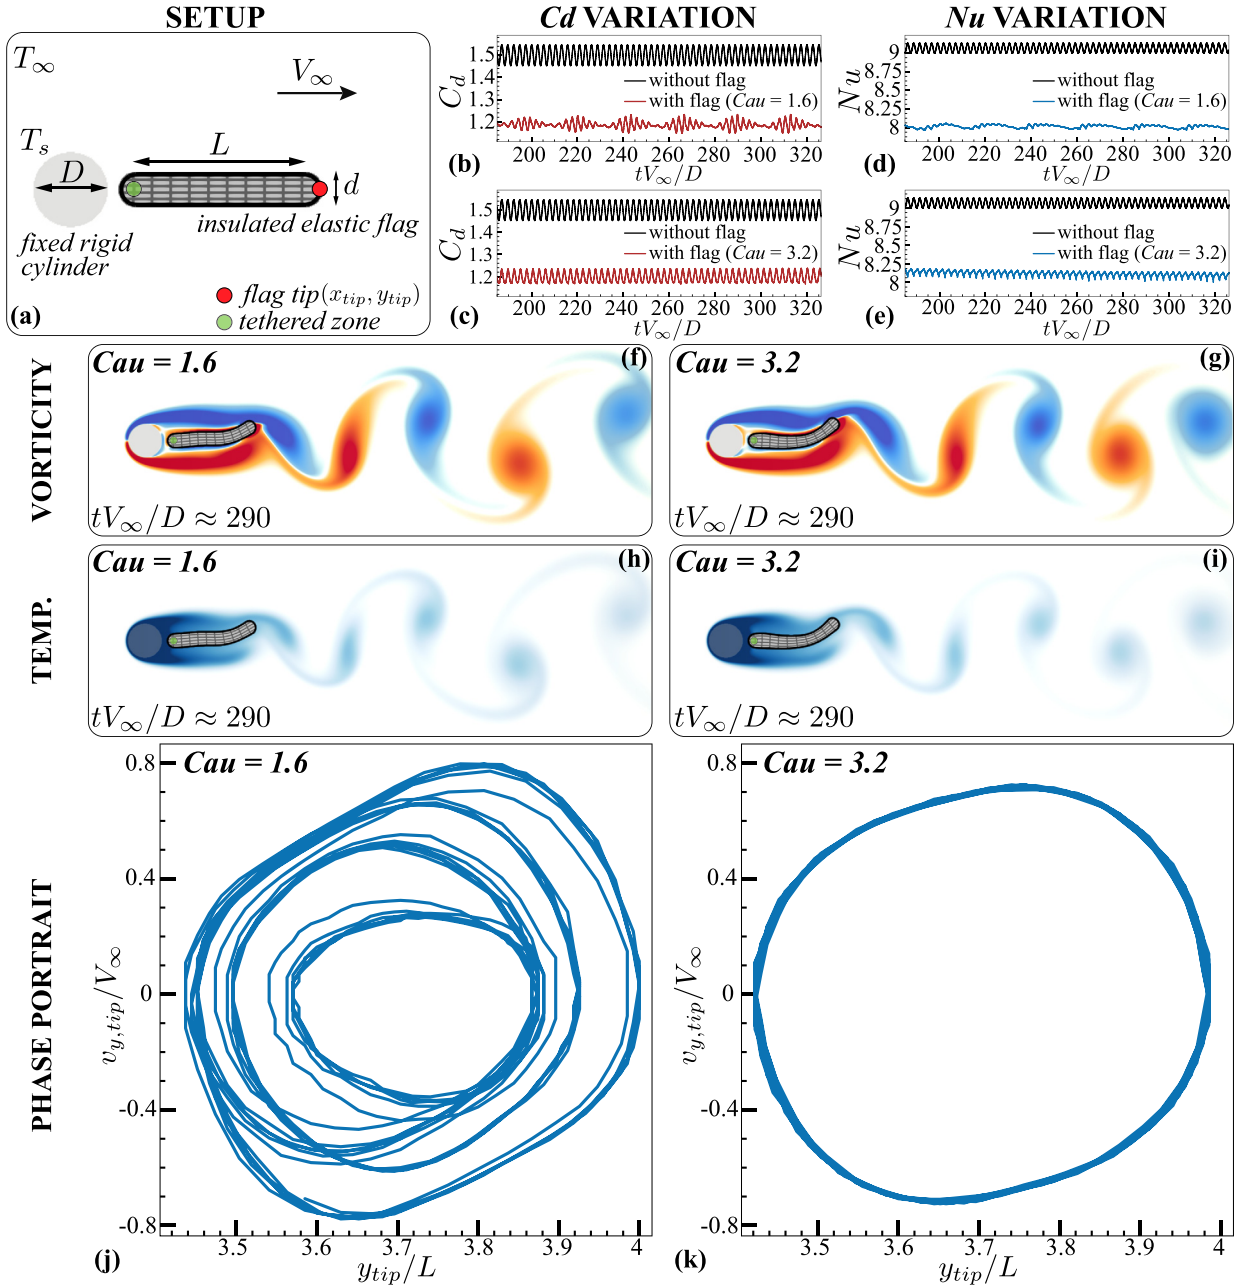 SETUP
Cd VARIATION
Nu VARIATION
T∞
V∞
Ts
D
L
d
fixed rigid
cylinder
insulated elastic flag
flag tip(x_tip, y_tip)
tethered zone
(a)
1.5
1.4
1.3
1.2
C_d
without flag
with flag (Cau = 1.6)
(b)
200 220 240 260 280 300 320
tV∞/D
9
8.75
8.5
8.25
8
Nu
without flag
with flag (Cau = 1.6)
(d)
200 220 240 260 280 300 320
tV∞/D
1.5
1.4
1.3
1.2
C_d
without flag
with flag (Cau = 3.2)
(c)
200 220 240 260 280 300 320
tV∞/D
9
8.75
8.5
8.25
8
Nu
without flag
with flag (Cau = 3.2)
(e)
200 220 240 260 280 300 320
tV∞/D
VORTICITY
Cau = 1.6
(f)
tV∞/D ≈ 290
Cau = 3.2
(g)
tV∞/D ≈ 290
TEMP.
Cau = 1.6
(h)
tV∞/D ≈ 290
Cau = 3.2
(i)
tV∞/D ≈ 290
PHASE PORTRAIT
Cau = 1.6
0.8
0.4
0
-0.4
-0.8
v_y,tip/V∞
3.5 3.6 3.7 3.8 3.9 4
y_tip/L
(j)
Cau = 3.2
0.8
0.4
0
-0.4
-0.8
v_y,tip/V∞
3.5 3.6 3.7 3.8 3.9 4
y_tip/L
(k)